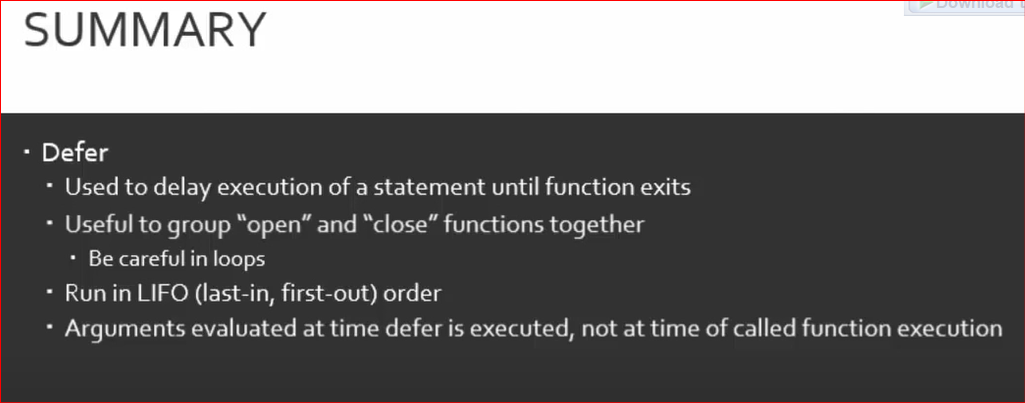 Download
SUMMARY
▪ Defer
▪ Used to delay execution of a statement until function exits
▪ Useful to group “open” and “close” functions together
▪ Be careful in loops
▪ Run in LIFO (last-in, first-out) order
▪ Arguments evaluated at time defer is executed, not at time of called function execution